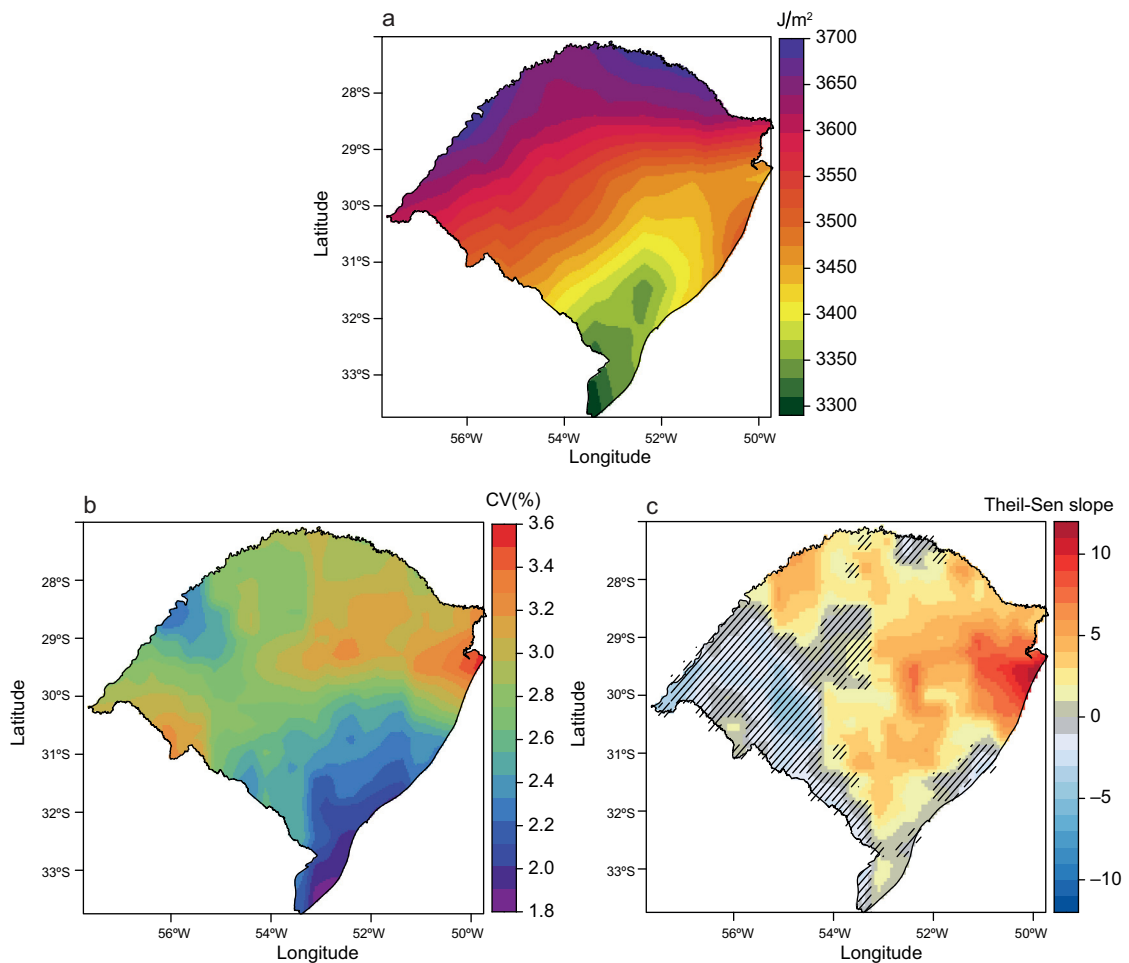 a
J/m²
3700
3650
3600
3550
3500
3450
3400
3350
3300
28ºS
29ºS
30ºS
31ºS
32ºS
33ºS
Latitude
56ºW
54ºW
52ºW
50ºW
Longitude
b
CV(%)
3.6
3.4
3.2
3.0
2.8
2.6
2.4
2.2
2.0
1.8
28ºS
29ºS
30ºS
31ºS
32ºS
33ºS
Latitude
56ºW
54ºW
52ºW
50ºW
Longitude
c
Theil-Sen slope
10
5
0
–5
–10
28ºS
29ºS
30ºS
31ºS
32ºS
33ºS
Latitude
56ºW
54ºW
52ºW
50ºW
Longitude